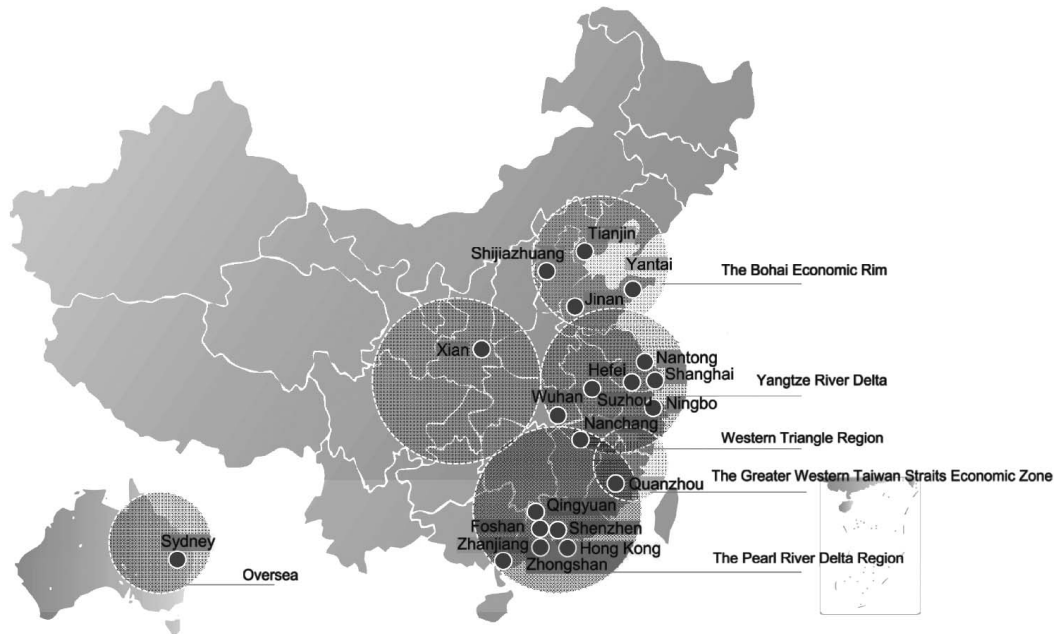 Tianjin
Shijiazhuang
Yantai
The Bohai Economic Rim
Jinan
Xian
Nantong
Hefei
Shanghai
Yangtze River Delta
Wuhan
Suzhou
Ningbo
Nanchang
Western Triangle Region
The Greater Western Taiwan Straits Economic Zone
Quanzhou
Qingyuan
Foshan
Shenzhen
Zhanjiang
Hong Kong
Zhongshan
The Pearl River Delta Region
Sydney
Oversea